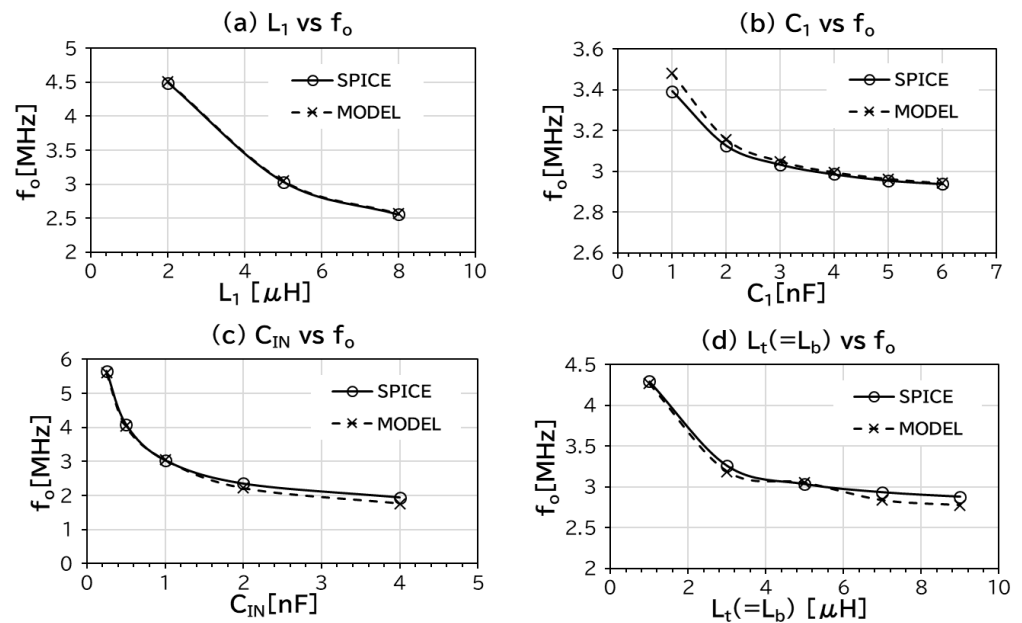 (a) L₁ vs fₒ
5
4.5
4
3.5
3
2.5
2
fₒ[MHz]
SPICE
MODEL
0 2 4 6 8 10
L₁ [μH]
(b) C₁ vs fₒ
3.6
3.4
3.2
3
2.8
2.6
fₒ[MHz]
SPICE
MODEL
0 1 2 3 4 5 6 7
C₁[nF]
(c) C_IN vs fₒ
6
5
4
3
2
1
0
fₒ[MHz]
SPICE
MODEL
0 1 2 3 4 5
C_IN[nF]
(d) Lₜ(=L_b) vs fₒ
4.5
4
3.5
3
2.5
2
fₒ[MHz]
SPICE
MODEL
0 2 4 6 8 10
Lₜ(=L_b) [μH]